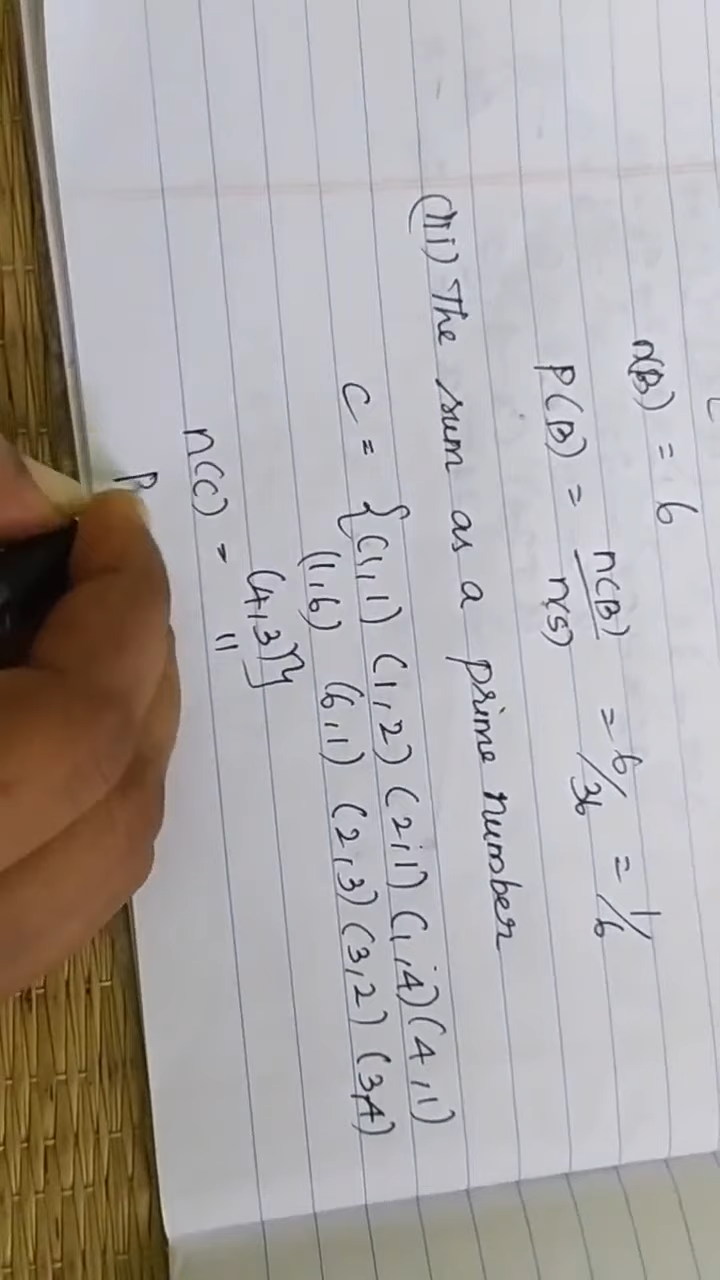 n(B) = 6
P(B) = n(B)/n(S) = 6/36 = 1/6
(iii) The sum as a prime number
C = {(1,1) (1,2) (2,1) (1,4) (4,1)
(1,6) (6,1) (2,3) (3,2) (3,4)
(4,3)}
n(C) = 11
P